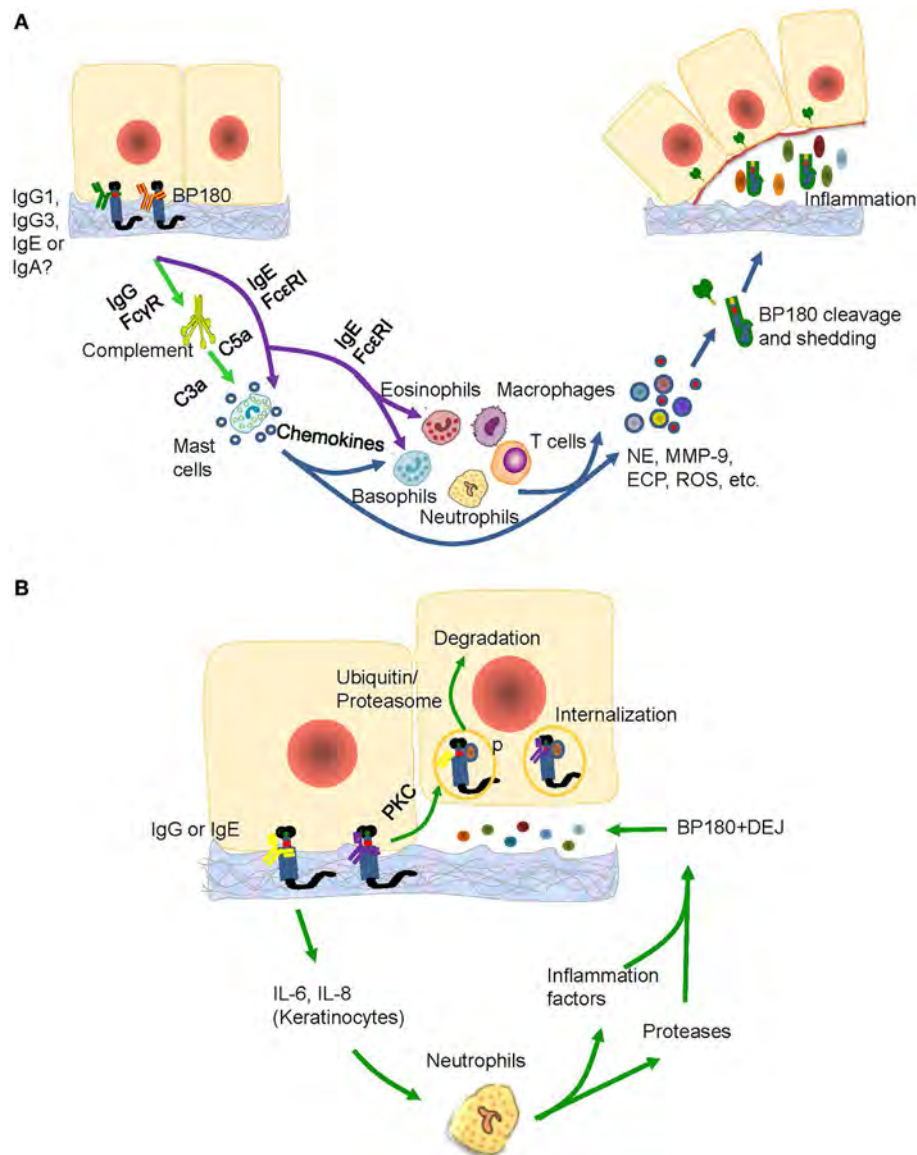 A
IgG1,
IgG3,
IgE or
IgA?
BP180
IgG
FcγR
IgE
FcεRI
Complement
C5a
C3a
IgE
FcεRI
Mast
cells
Chemokines
Eosinophils
Macrophages
T cells
Basophils
Neutrophils
NE, MMP-9,
ECP, ROS, etc.
BP180 cleavage
and shedding
Inflammation
B
Degradation
Ubiquitin/
Proteasome
Internalization
p
PKC
IgG or IgE
BP180+DEJ
IL-6, IL-8
(Keratinocytes)
Inflammation
factors
Proteases
Neutrophils